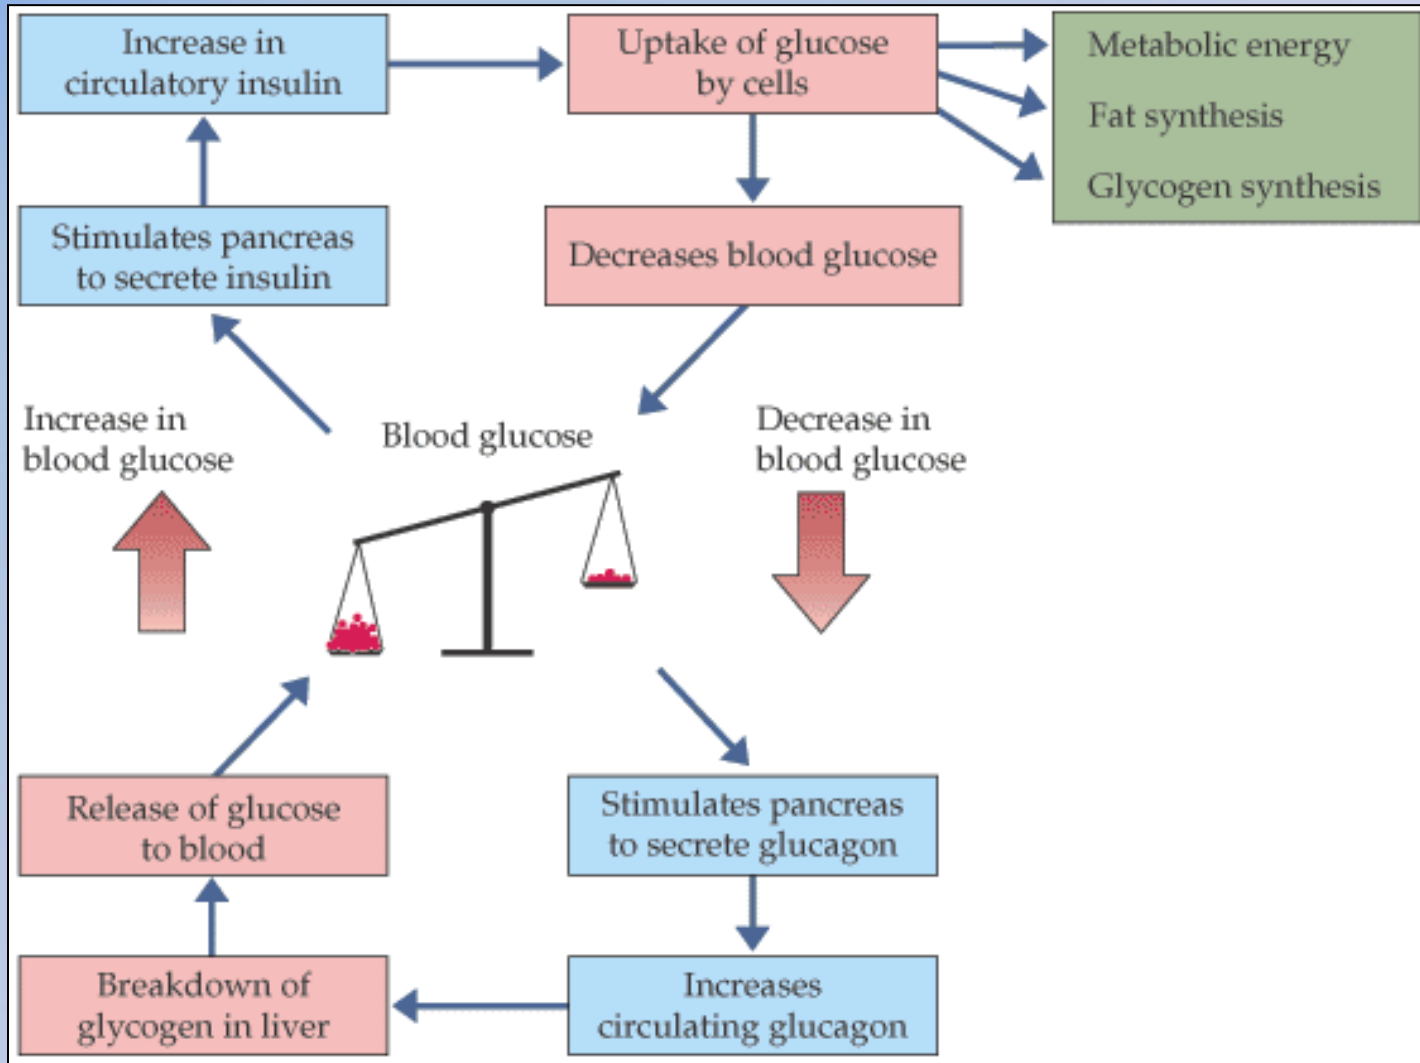 Increase in
circulatory insulin
Uptake of glucose
by cells
Metabolic energy
Fat synthesis
Glycogen synthesis
Stimulates pancreas
to secrete insulin
Decreases blood glucose
Increase in
blood glucose
Blood glucose
Decrease in
blood glucose
Release of glucose
to blood
Stimulates pancreas
to secrete glucagon
Breakdown of
glycogen in liver
Increases
circulating glucagon